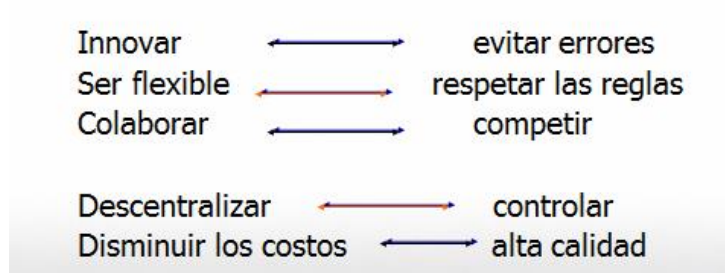 Innovar evitar errores
Ser flexible respetar las reglas
Colaborar competir
Descentralizar controlar
Disminuir los costos alta calidad